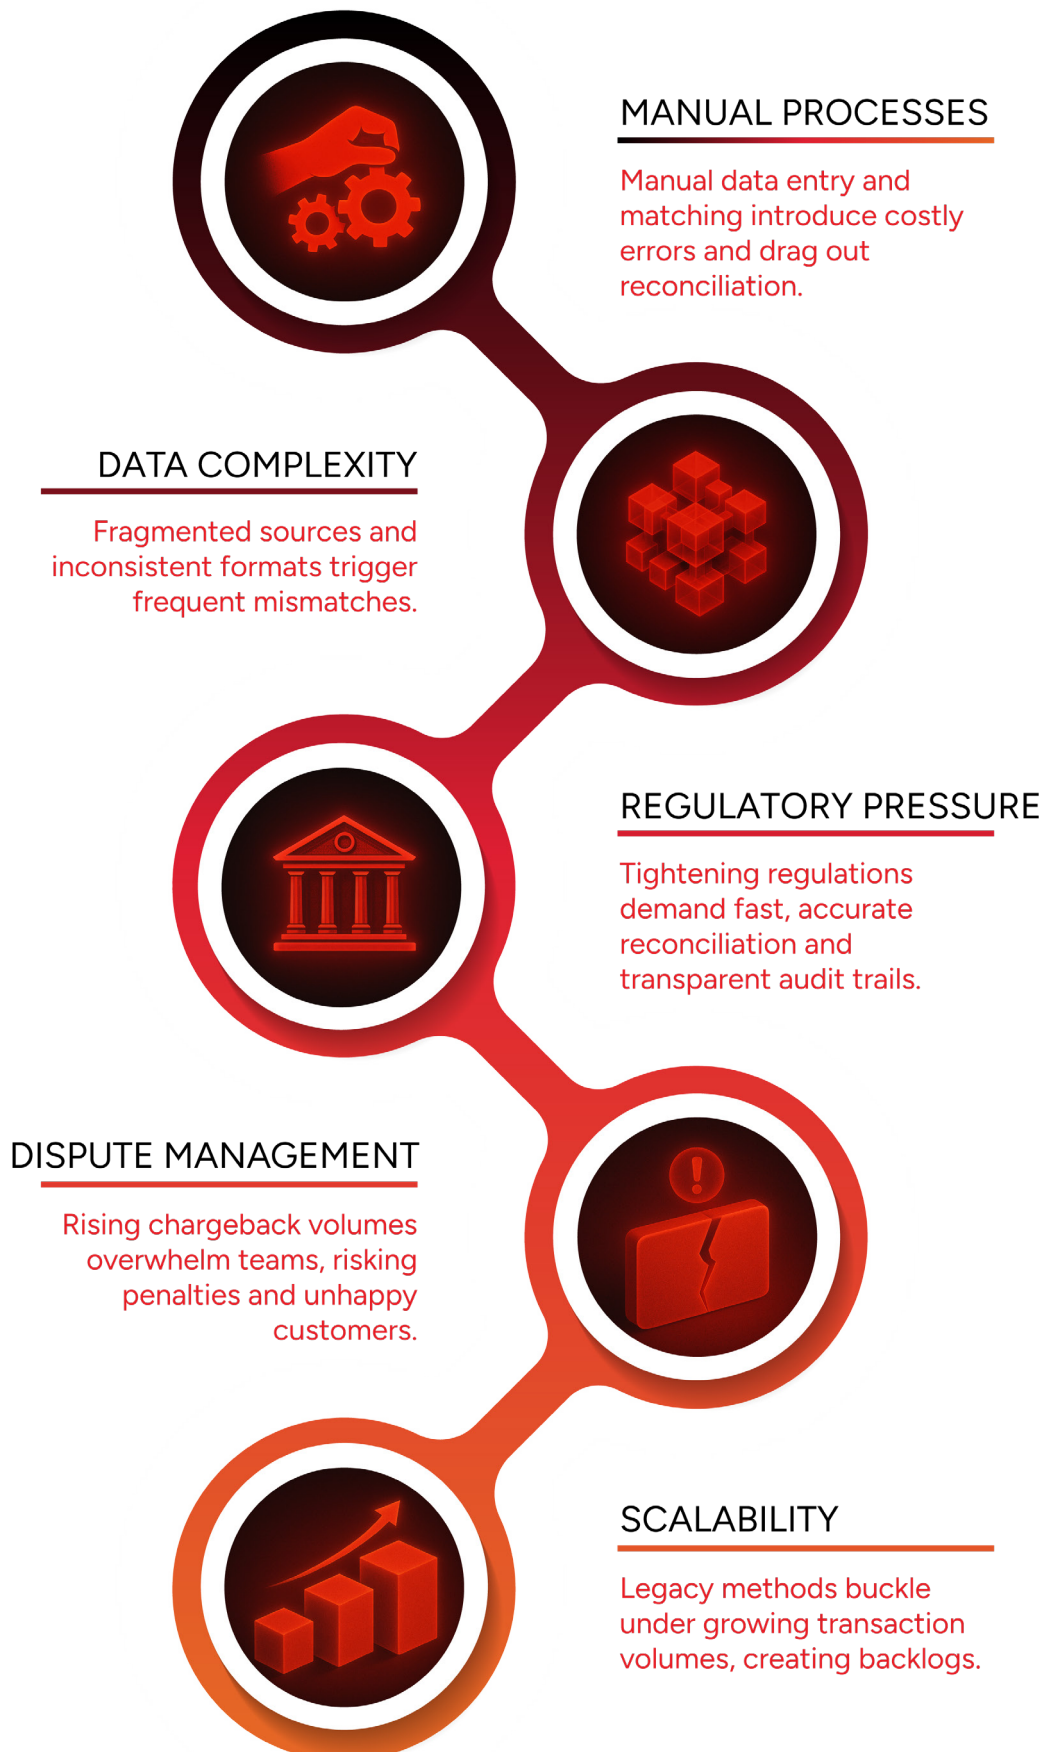 MANUAL PROCESSES
Manual data entry and
matching introduce costly
errors and drag out
reconciliation.
DATA COMPLEXITY
Fragmented sources and
inconsistent formats trigger
frequent mismatches.
REGULATORY PRESSURE
Tightening regulations
demand fast, accurate
reconciliation and
transparent audit trails.
DISPUTE MANAGEMENT
Rising chargeback volumes
overwhelm teams, risking
penalties and unhappy
customers.
SCALABILITY
Legacy methods buckle
under growing transaction
volumes, creating backlogs.